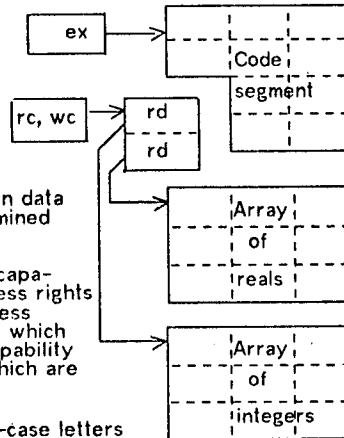 ex
Code
segment
rc, wc
rd
rd
n data
mined
Array
of
reals
capa-
ess rights
ess
which
pability
hich are
Array
of
integers
-case letters